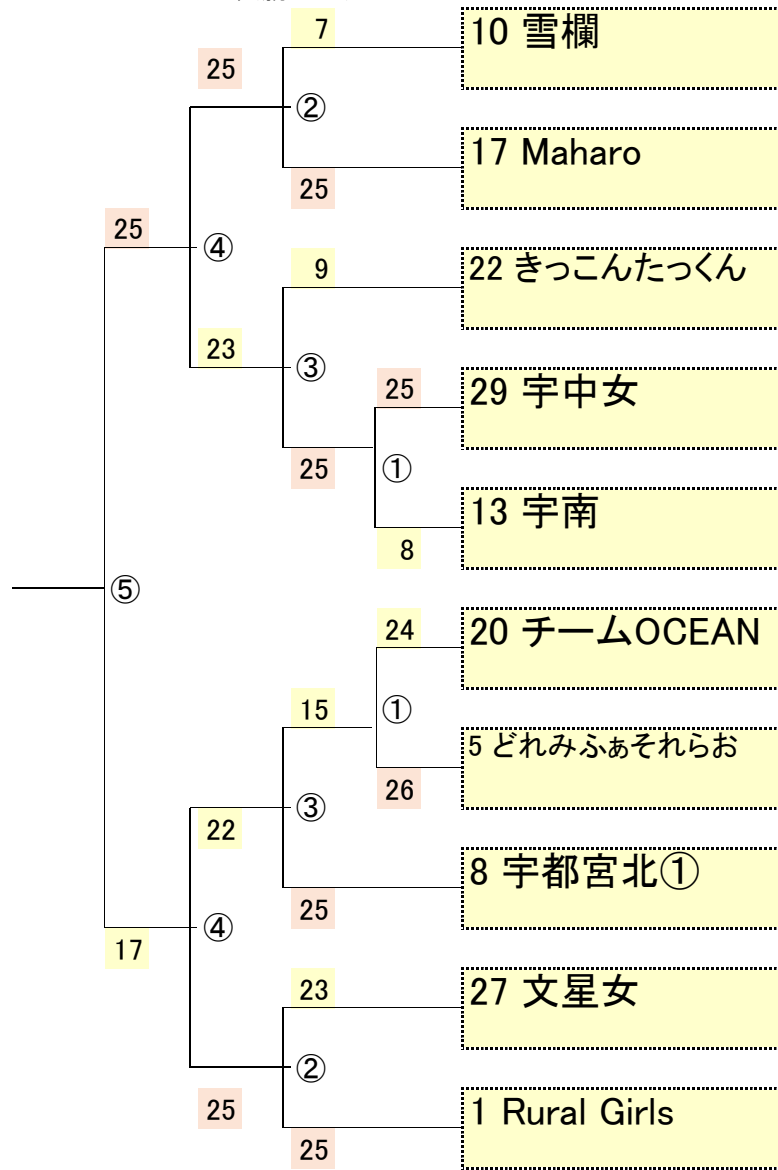 7
10 雪欄
25
②
17 Maharo
25
25
④
9
22 きっこんたっくん
23
③
25
29 宇中女
25
①
13 宇南
8
⑤
24
20 チームOCEAN
15
①
5 どれみふぁそれらお
26
③
22
8 宇都宮北①
25
④
17
23
27 文星女
②
25
1 Rural Girls
25